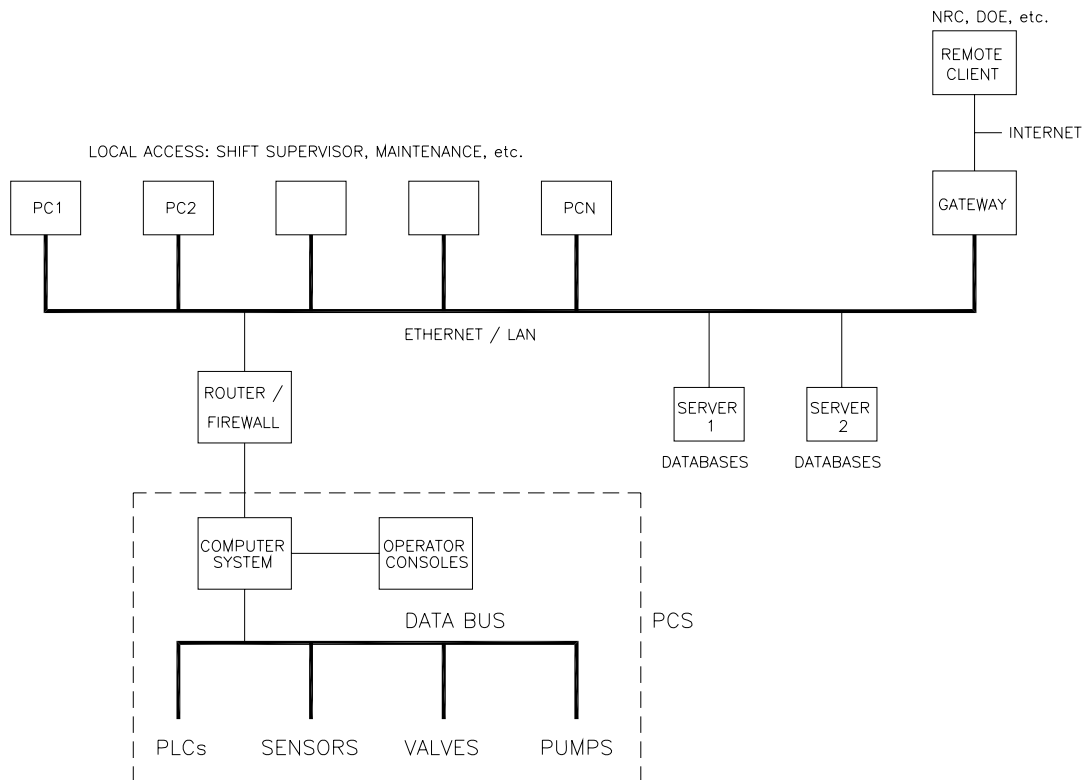 NRC, DOE, etc.
REMOTE
CLIENT
INTERNET
LOCAL ACCESS: SHIFT SUPERVISOR, MAINTENANCE, etc.
PC1
PC2
PCN
GATEWAY
ETHERNET / LAN
ROUTER /
FIREWALL
SERVER
1
SERVER
2
DATABASES
DATABASES
COMPUTER
SYSTEM
OPERATOR
CONSOLES
DATA BUS
PCS
PLCs
SENSORS
VALVES
PUMPS